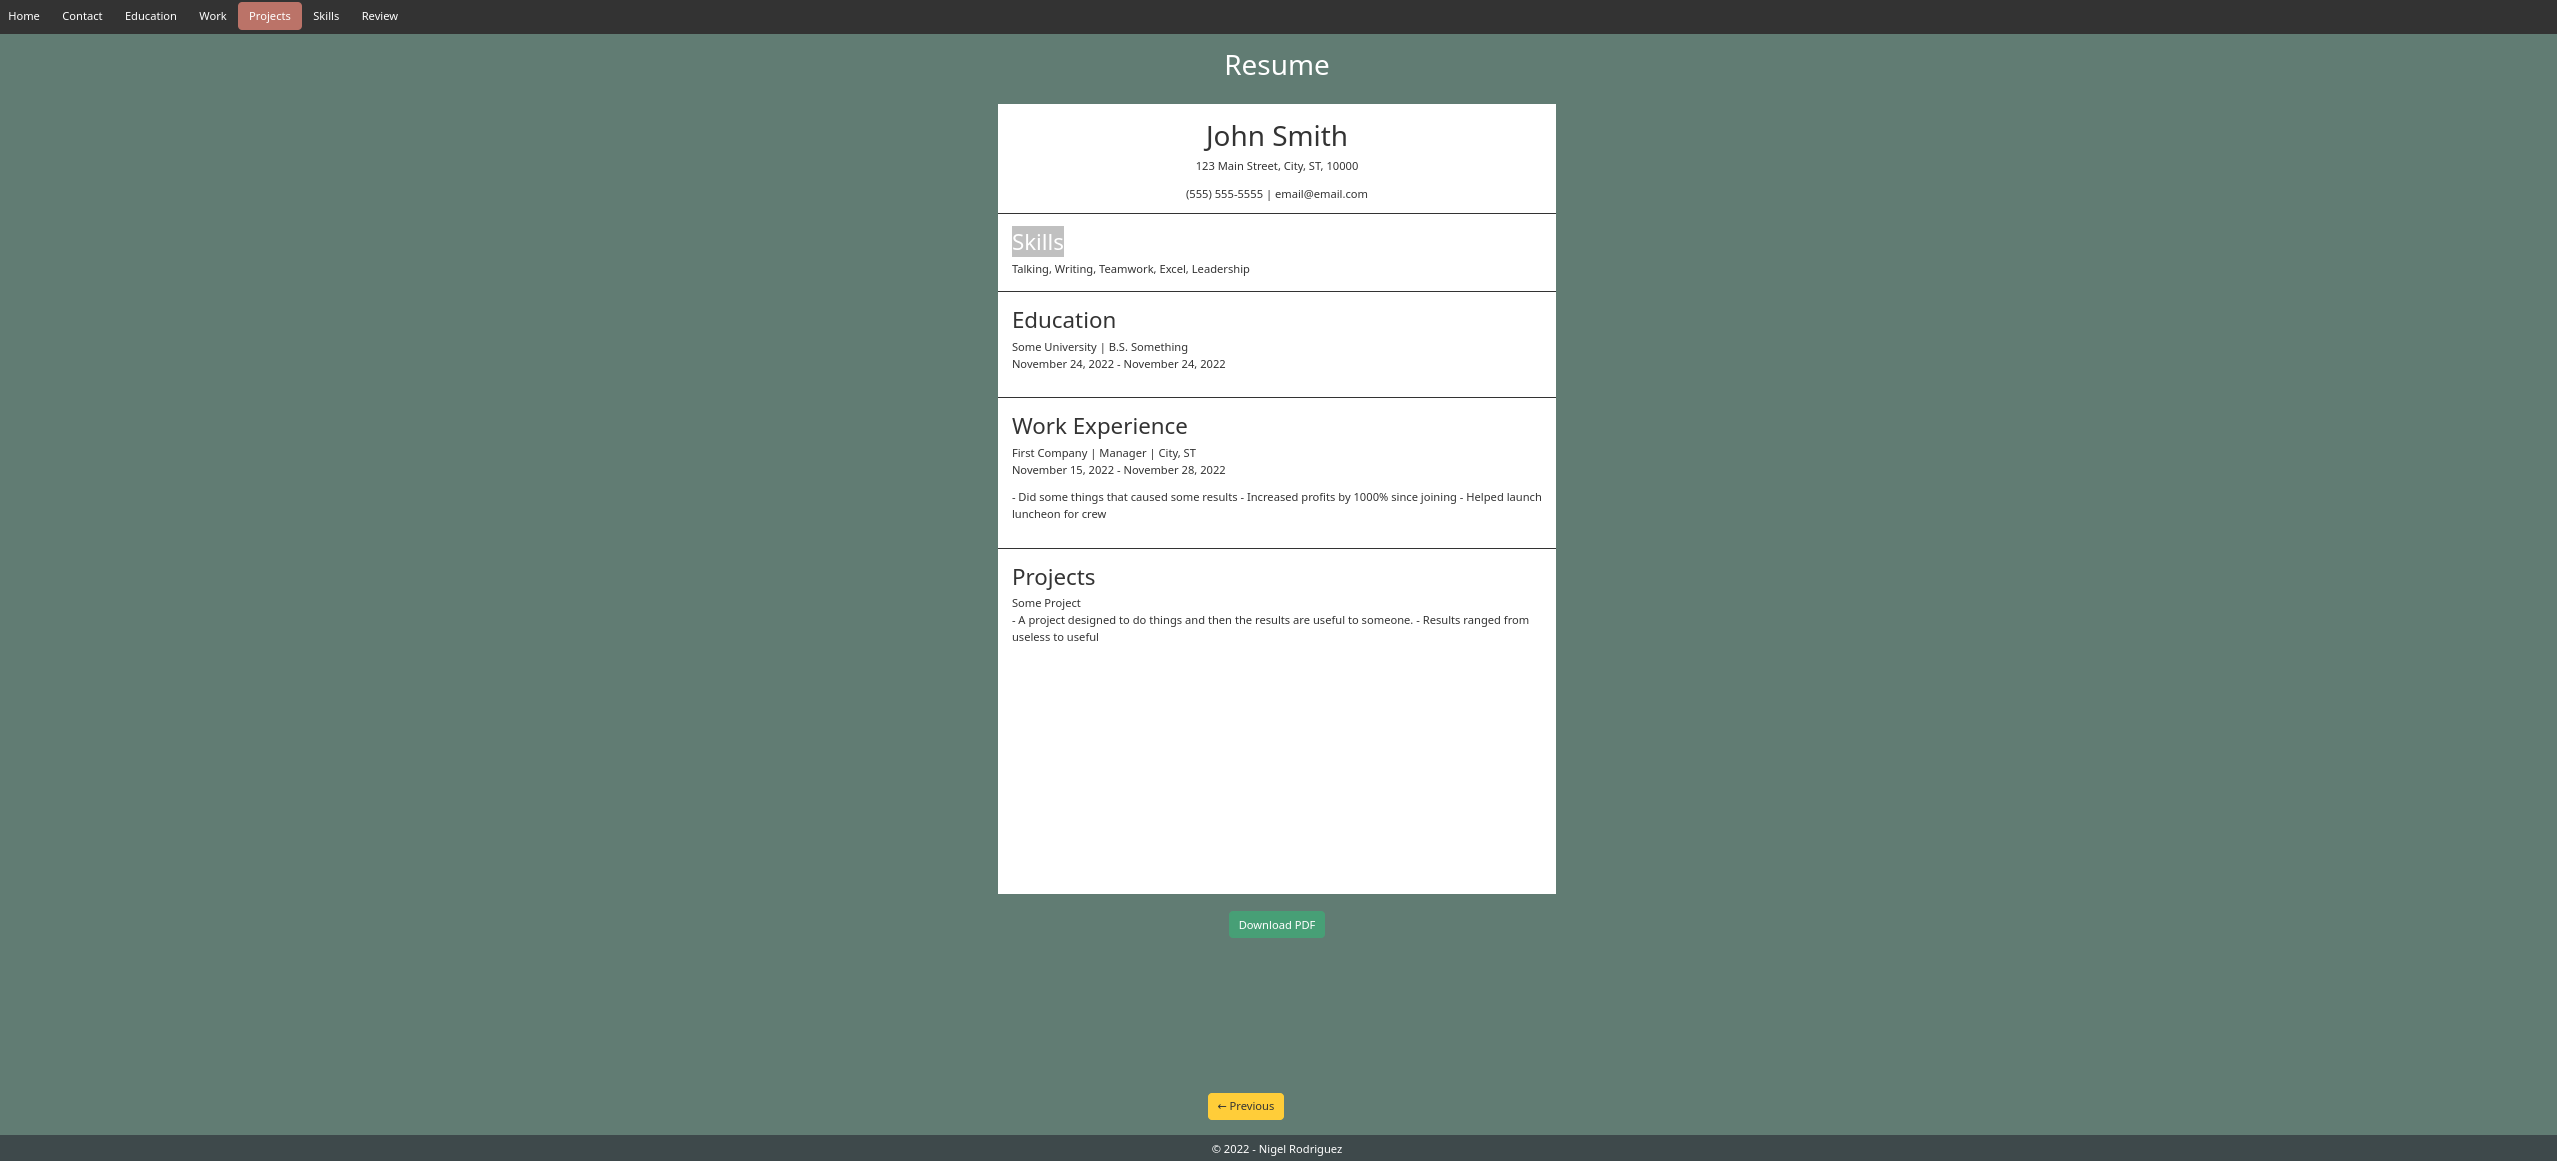 Home Contact Education Work Projects Skills Review
Resume
John Smith
123 Main Street, City, ST, 10000
(555) 555-5555 | email@email.com
Skills
Talking, Writing, Teamwork, Excel, Leadership
Education
Some University | B.S. Something
November 24, 2022 - November 24, 2022
Work Experience
First Company | Manager | City, ST
November 15, 2022 - November 28, 2022
- Did some things that caused some results - Increased profits by 1000% since joining - Helped launch
luncheon for crew
Projects
Some Project
- A project designed to do things and then the results are useful to someone. - Results ranged from
useless to useful
Download PDF
← Previous
© 2022 - Nigel Rodriguez